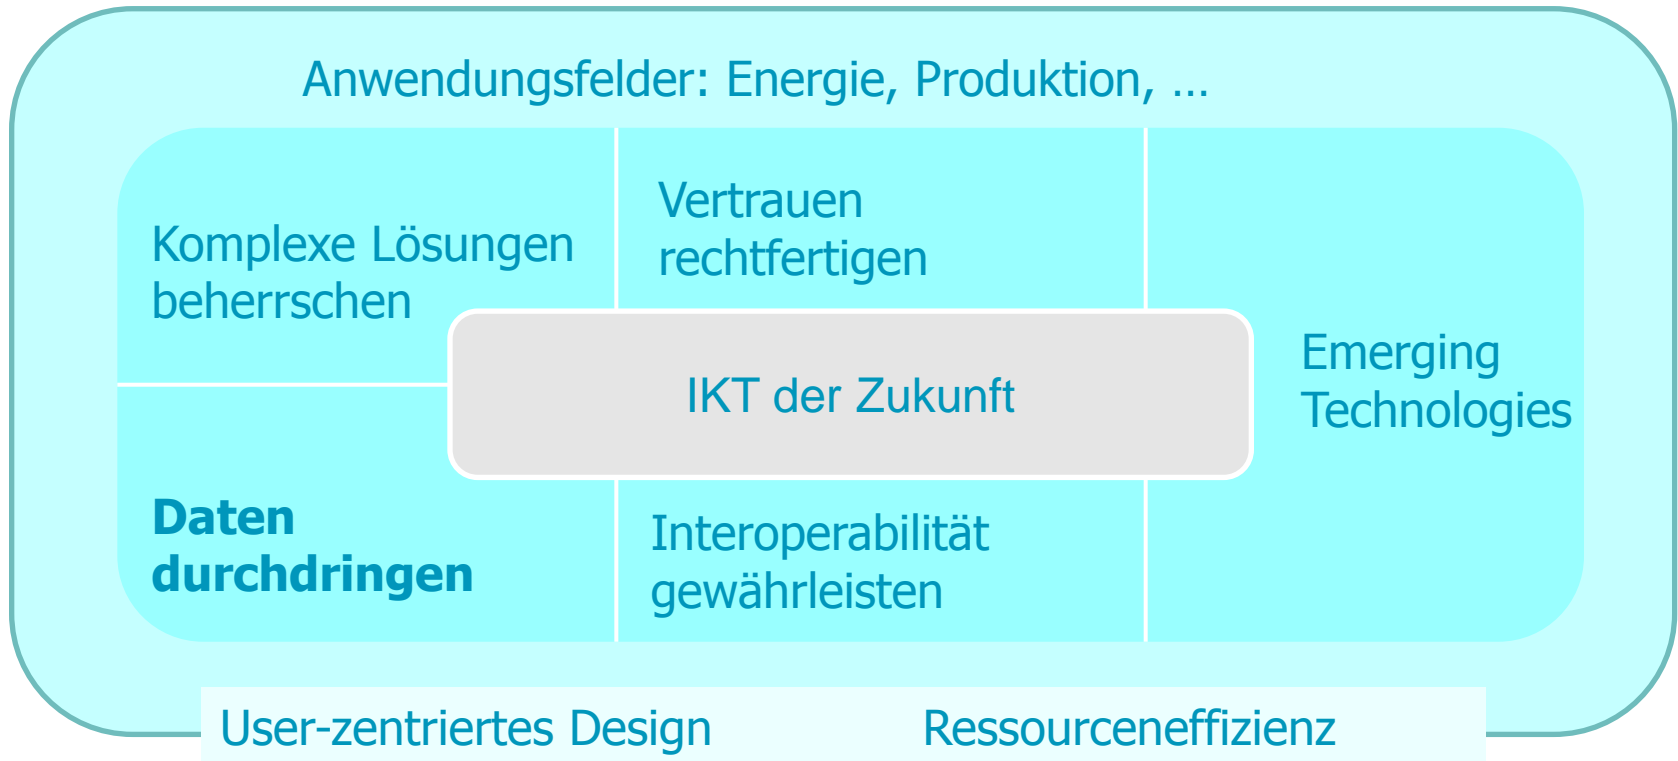 Anwendungsfelder: Energie, Produktion, …
Komplexe Lösungen
beherrschen
Vertrauen
rechtfertigen
Emerging
Technologies
IKT der Zukunft
Daten
durchdringen
Interoperabilität
gewährleisten
User-zentriertes Design
Ressourceneffizienz